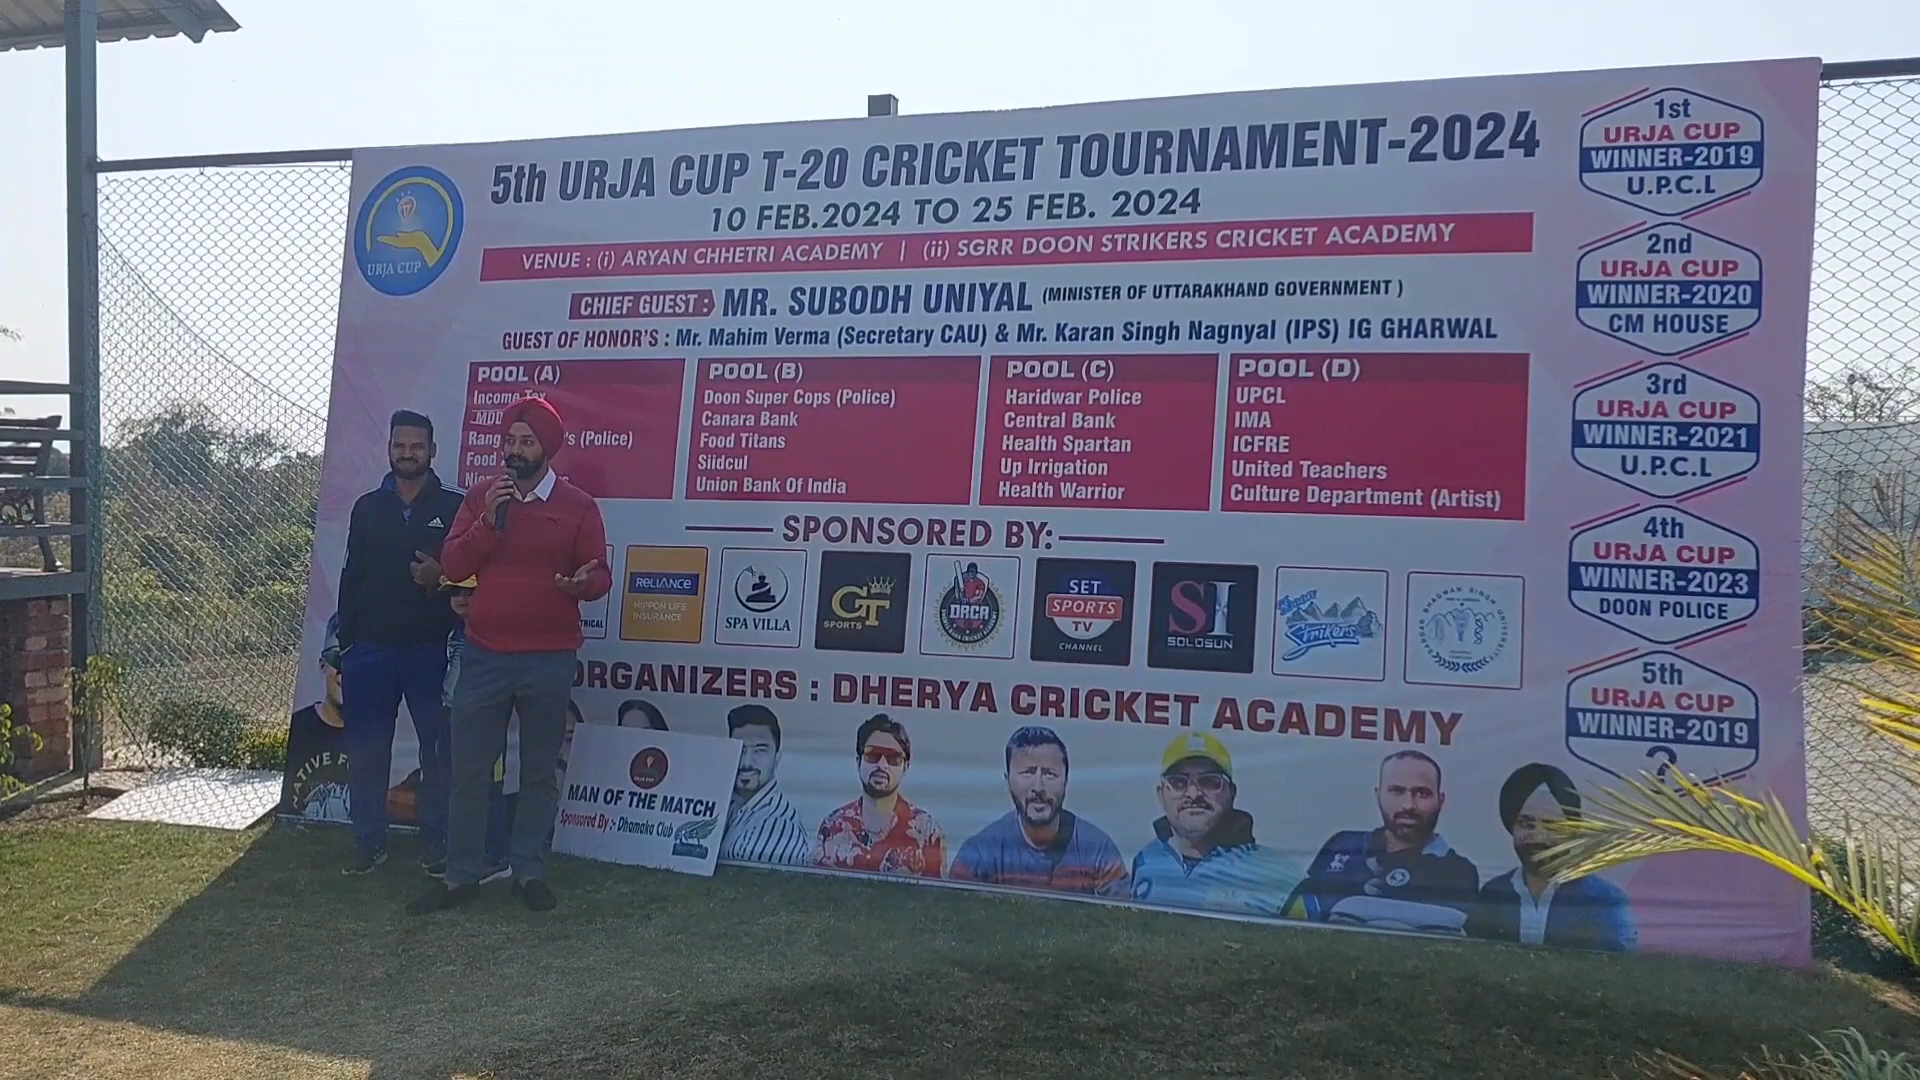 5th URJA CUP T-20 CRICKET TOURNAMENT-2024
10 FEB.2024 TO 25 FEB. 2024
VENUE : (i) ARYAN CHHETRI ACADEMY | (ii) SGRR DOON STRIKERS CRICKET ACADEMY
CHIEF GUEST : MR. SUBODH UNIYAL (MINISTER OF UTTARAKHAND GOVERNMENT )
GUEST OF HONOR'S : Mr. Mahim Verma (Secretary CAU) & Mr. Karan Singh Nagnyal (IPS) IG GHARWAL
URJA CUP
POOL (A)
Income Tax
(Police)
Food
POOL (B)
Doon Super Cops (Police)
Canara Bank
Food Titans
Siidcul
Union Bank Of India
POOL (C)
Haridwar Police
Central Bank
Health Spartan
Up Irrigation
Health Warrior
POOL (D)
UPCL
IMA
ICFRE
United Teachers
Culture Department (Artist)
SPONSORED BY:
RELIANCE
NIPPON LIFE
INSURANCE
SPA VILLA
GT
SPORTS
DRCA
SET
SPORTS
TV
CHANNEL
SI
SOLOSUN
Doon
Strikers
ORGANIZERS : DHERYA CRICKET ACADEMY
MAN OF THE MATCH
Sponsored By :- Dhamaka Club
1st
URJA CUP
WINNER-2019
U.P.C.L
2nd
URJA CUP
WINNER-2020
CM HOUSE
3rd
URJA CUP
WINNER-2021
U.P.C.L
4th
URJA CUP
WINNER-2023
DOON POLICE
5th
URJA CUP
WINNER-2019
?